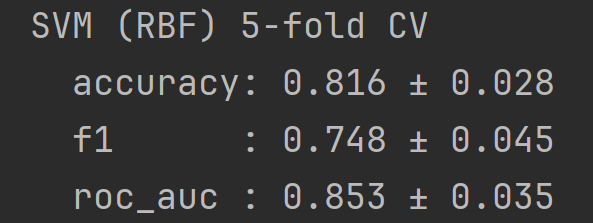 SVM (RBF) 5-fold CV
  accuracy: 0.816 ± 0.028
  f1      : 0.748 ± 0.045
  roc_auc : 0.853 ± 0.035